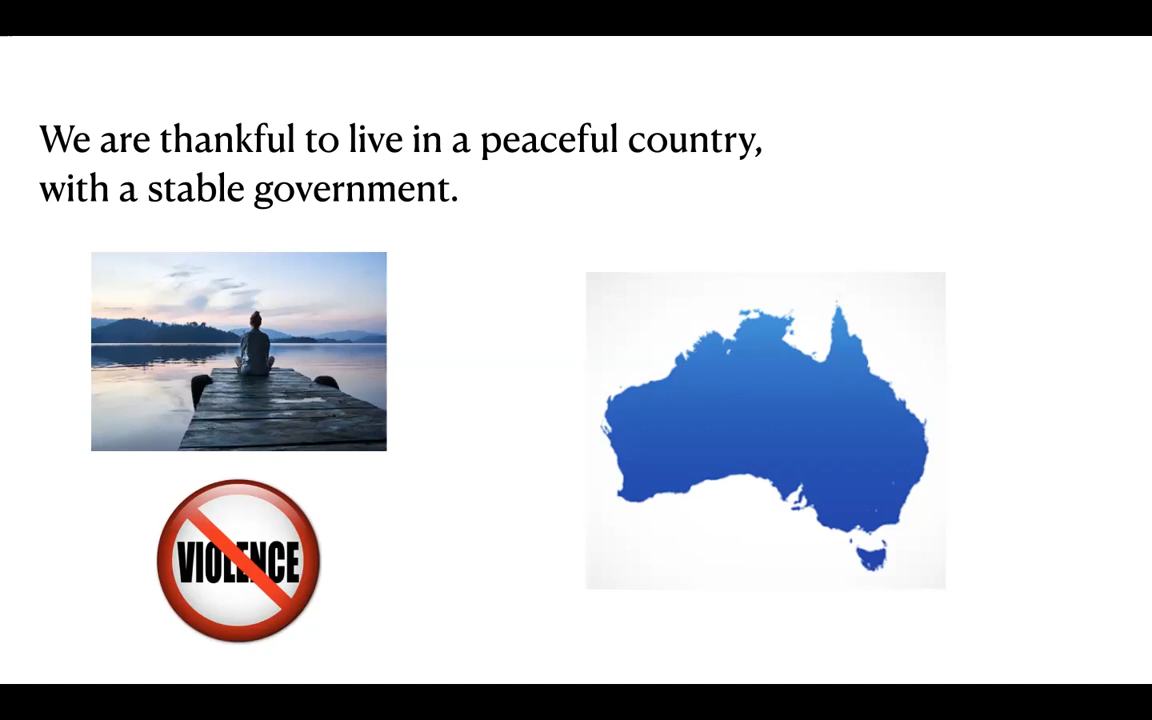 We are thankful to live in a peaceful country,
with a stable government.
VIOLENCE